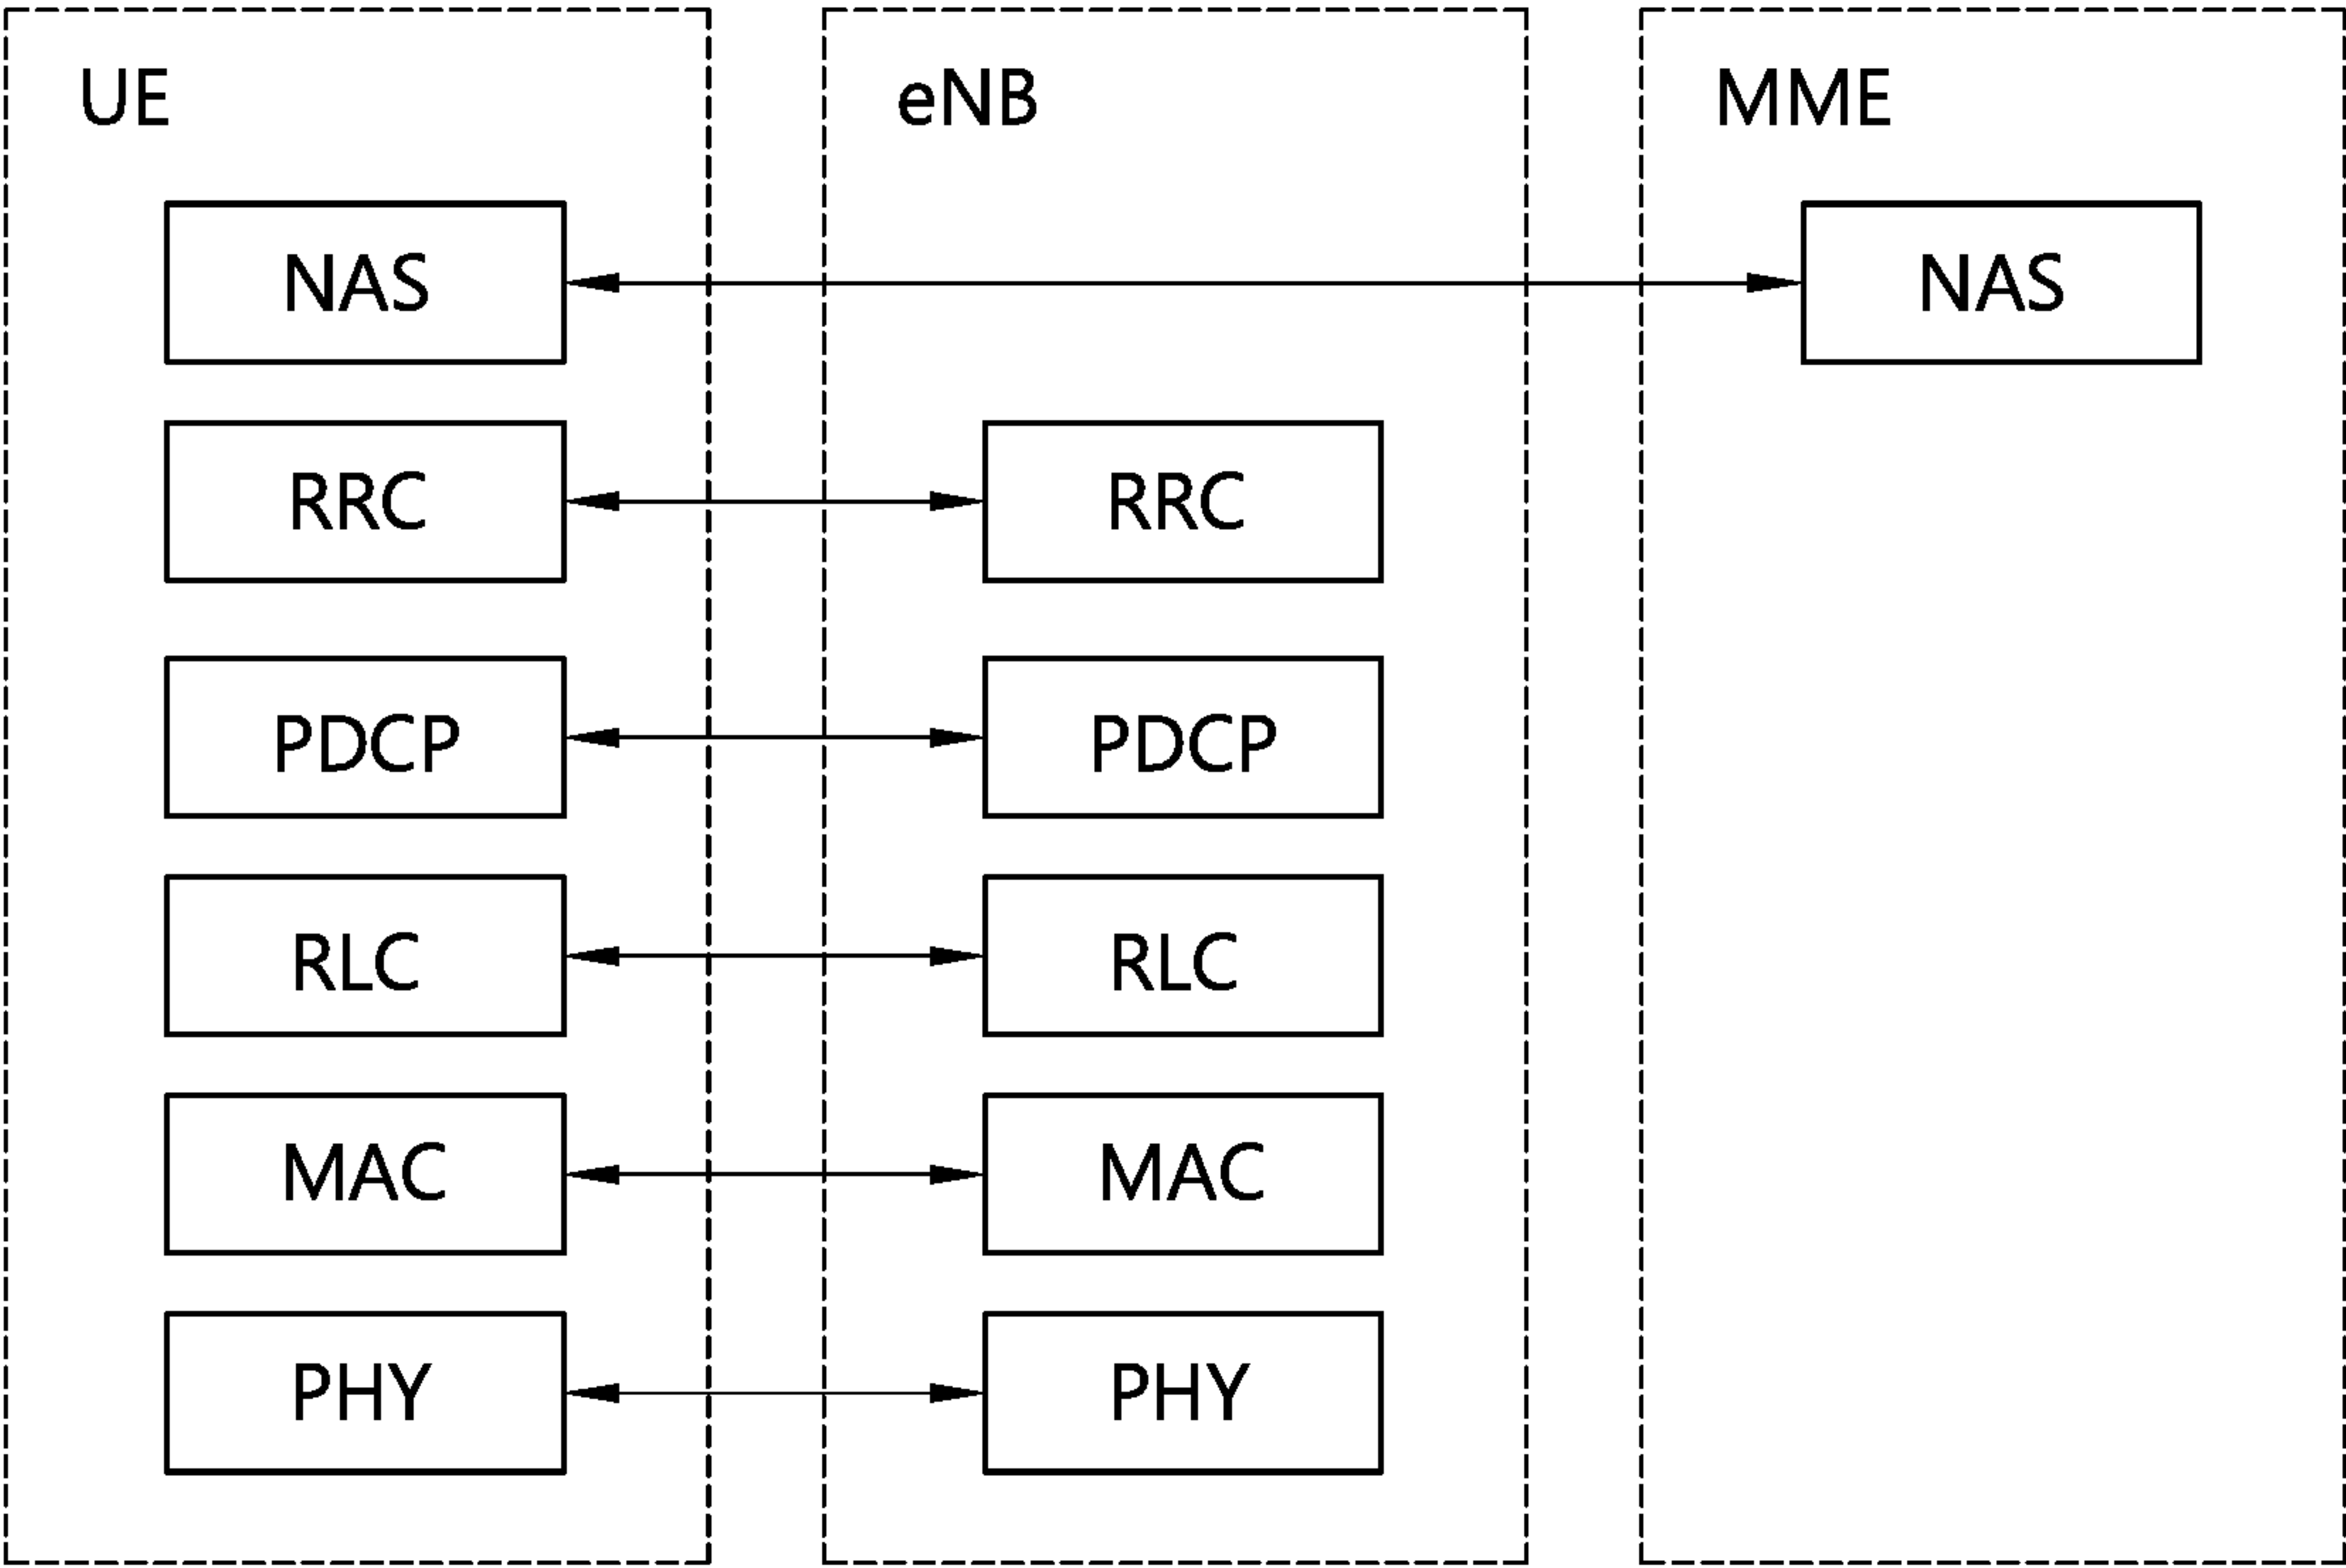 UE eNB MME
NAS NAS
RRC RRC
PDCP PDCP
RLC RLC
MAC MAC
PHY PHY